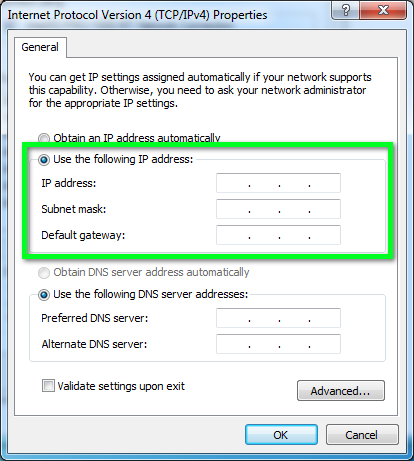 Internet Protocol Version 4 (TCP/IPv4) Properties
General
You can get IP settings assigned automatically if your network supports
this capability. Otherwise, you need to ask your network administrator
for the appropriate IP settings.
Obtain an IP address automatically
Use the following IP address:
IP address:
Subnet mask:
Default gateway:
Obtain DNS server address automatically
Use the following DNS server addresses:
Preferred DNS server:
Alternate DNS server:
Validate settings upon exit
Advanced...
OK Cancel